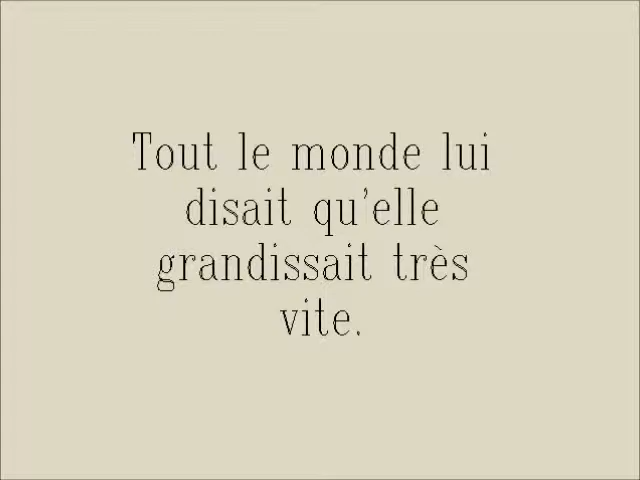 Tout le monde lui
disait qu'elle
grandissait très
vite.